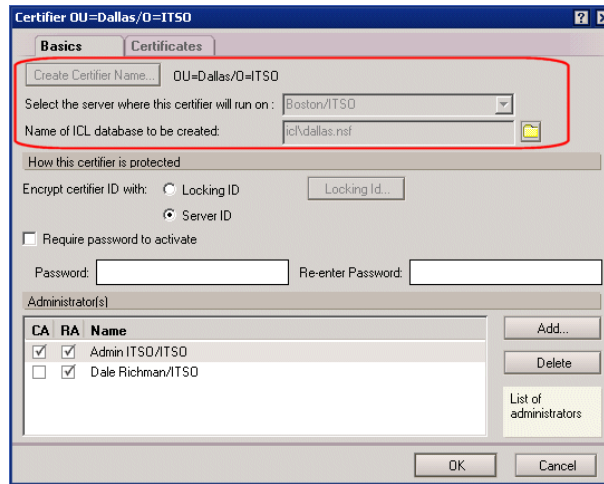 Certifier OU=Dallas/O=ITSO
Basics
Certificates
Create Certifier Name... OU=Dallas/O=ITSO
Select the server where this certifier will run on : Boston/ITSO
Name of ICL database to be created: icl\dallas.nsf
How this certifier is protected
Encrypt certifier ID with: Locking ID Locking Id...
Server ID
Require password to activate
Password: Re-enter Password:
Administrator(s)
CA RA Name
Admin ITSO/ITSO
Dale Richman/ITSO
Add...
Delete
List of
administrators
OK Cancel